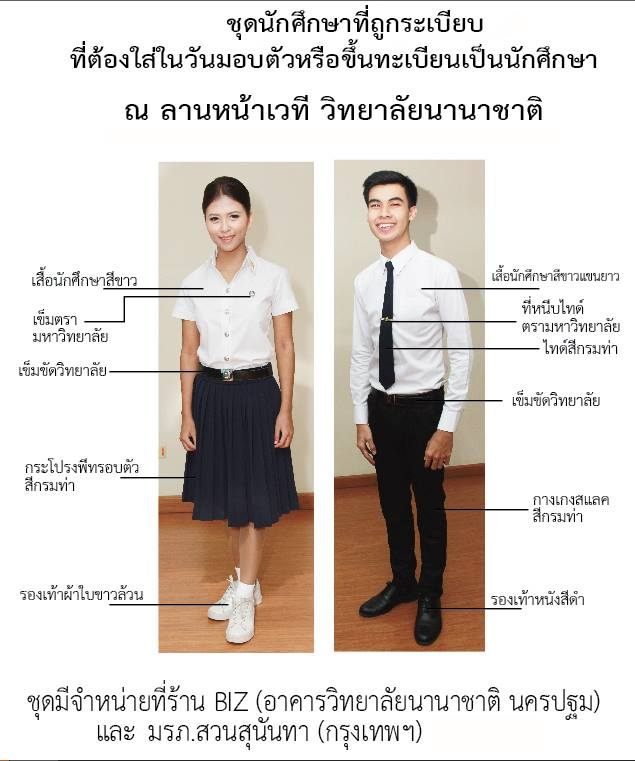 ชุดนักศึกษาที่ถูกระเบียบ
ที่ต้องใส่ในวันมอบตัวหรือขึ้นทะเบียนเป็นนักศึกษา
ณ ลานหน้าเวที วิทยาลัยนานาชาติ
เสื้อนักศึกษาสีขาว
เข็มตรา
มหาวิทยาลัย
เข็มขัดวิทยาลัย
กระโปรงพีทรอบตัว
สีกรมท่า
รองเท้าผ้าใบขาวล้วน
เสื้อนักศึกษาสีขาวแขนยาว
ที่หนีบไทด์
ตรามหาวิทยาลัย
ไทด์สีกรมท่า
เข็มขัดวิทยาลัย
กางเกงสแลค
สีกรมท่า
รองเท้าหนังสีดำ
ชุดมีจำหน่ายที่ร้าน BIZ (อาคารวิทยาลัยนานาชาติ นครปฐม)
และ มรภ.สวนสุนันทา (กรุงเทพฯ)